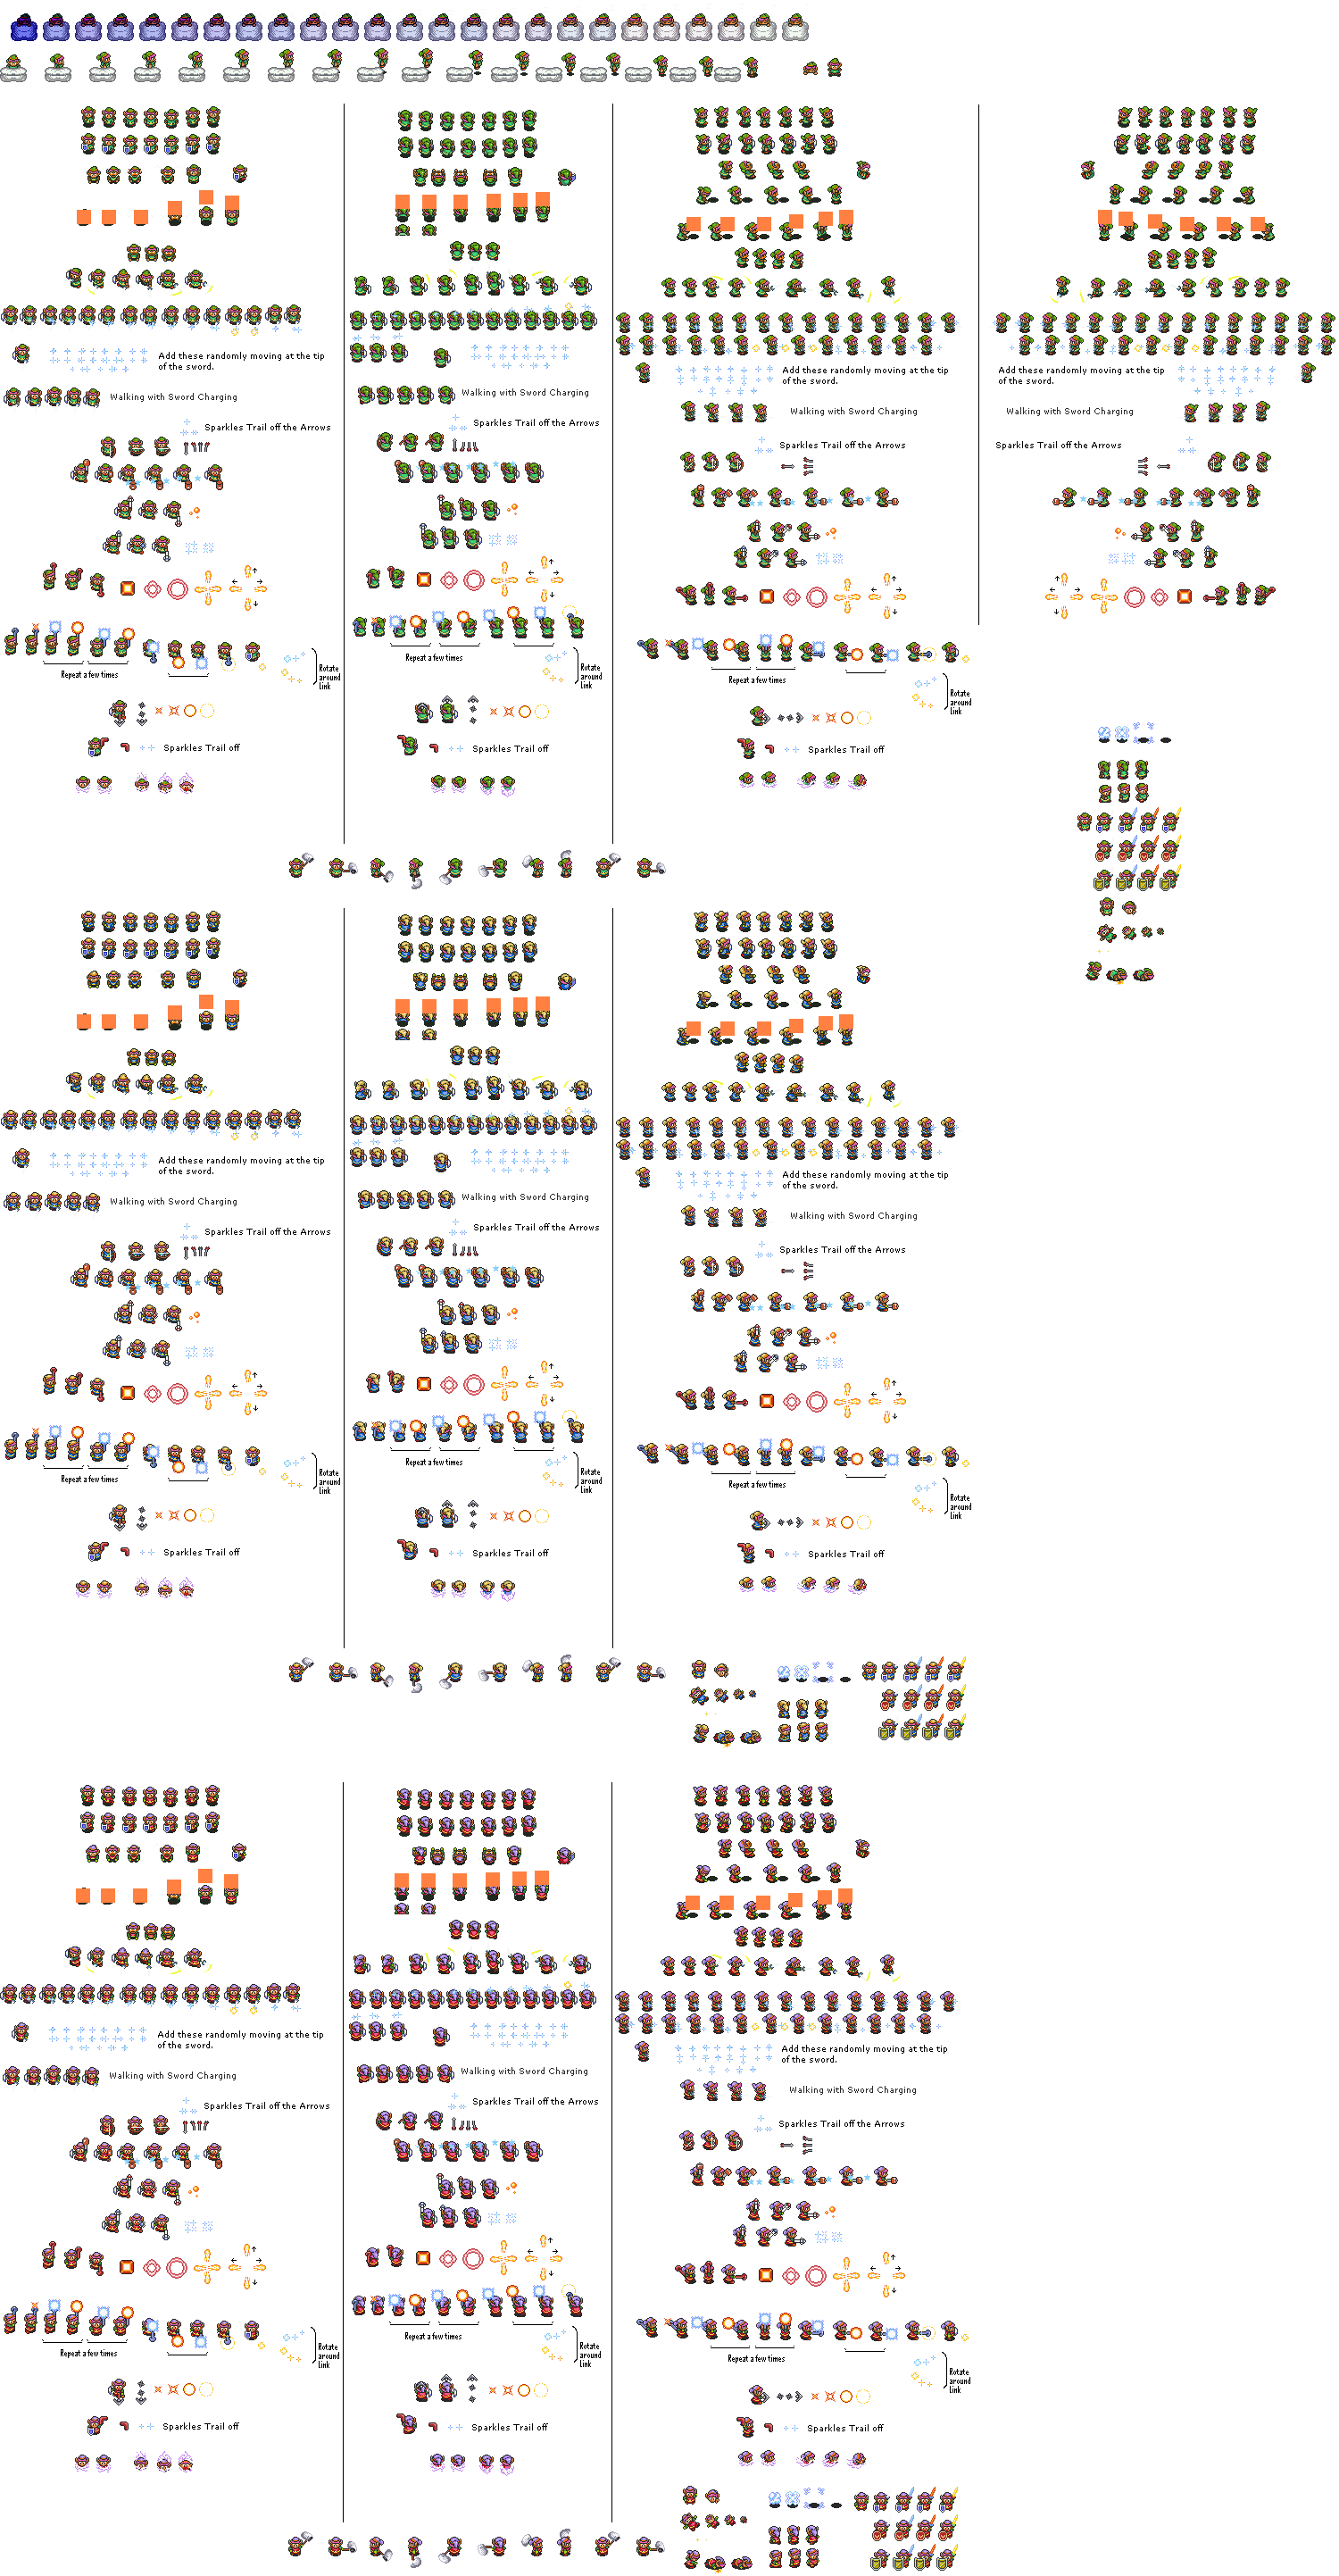 Add these randomly moving at the tip
of the sword.
Walking with Sword Charging
Sparkles Trail off the Arrows
Repeat a few times
Rotate
around
Link
Sparkles Trail off
Walking with Sword Charging
Sparkles Trail off the Arrows
Repeat a few times
Rotate
around
Link
Sparkles Trail off
Add these randomly moving at the tip
of the sword.
Walking with Sword Charging
Sparkles Trail off the Arrows
Repeat a few times
Rotate
around
Link
Sparkles Trail off
Add these randomly moving at the tip
of the sword.
Walking with Sword Charging
Sparkles Trail off the Arrows
Add these randomly moving at the tip
of the sword.
Walking with Sword Charging
Sparkles Trail off the Arrows
Repeat a few times
Rotate
around
Link
Sparkles Trail off
Walking with Sword Charging
Sparkles Trail off the Arrows
Repeat a few times
Rotate
around
Link
Sparkles Trail off
Add these randomly moving at the tip
of the sword.
Walking with Sword Charging
Sparkles Trail off the Arrows
Repeat a few times
Rotate
around
Link
Sparkles Trail off
Add these randomly moving at the tip
of the sword.
Walking with Sword Charging
Sparkles Trail off the Arrows
Repeat a few times
Rotate
around
Link
Sparkles Trail off
Walking with Sword Charging
Sparkles Trail off the Arrows
Repeat a few times
Rotate
around
Link
Sparkles Trail off
Add these randomly moving at the tip
of the sword.
Walking with Sword Charging
Sparkles Trail off the Arrows
Repeat a few times
Rotate
around
Link
Sparkles Trail off